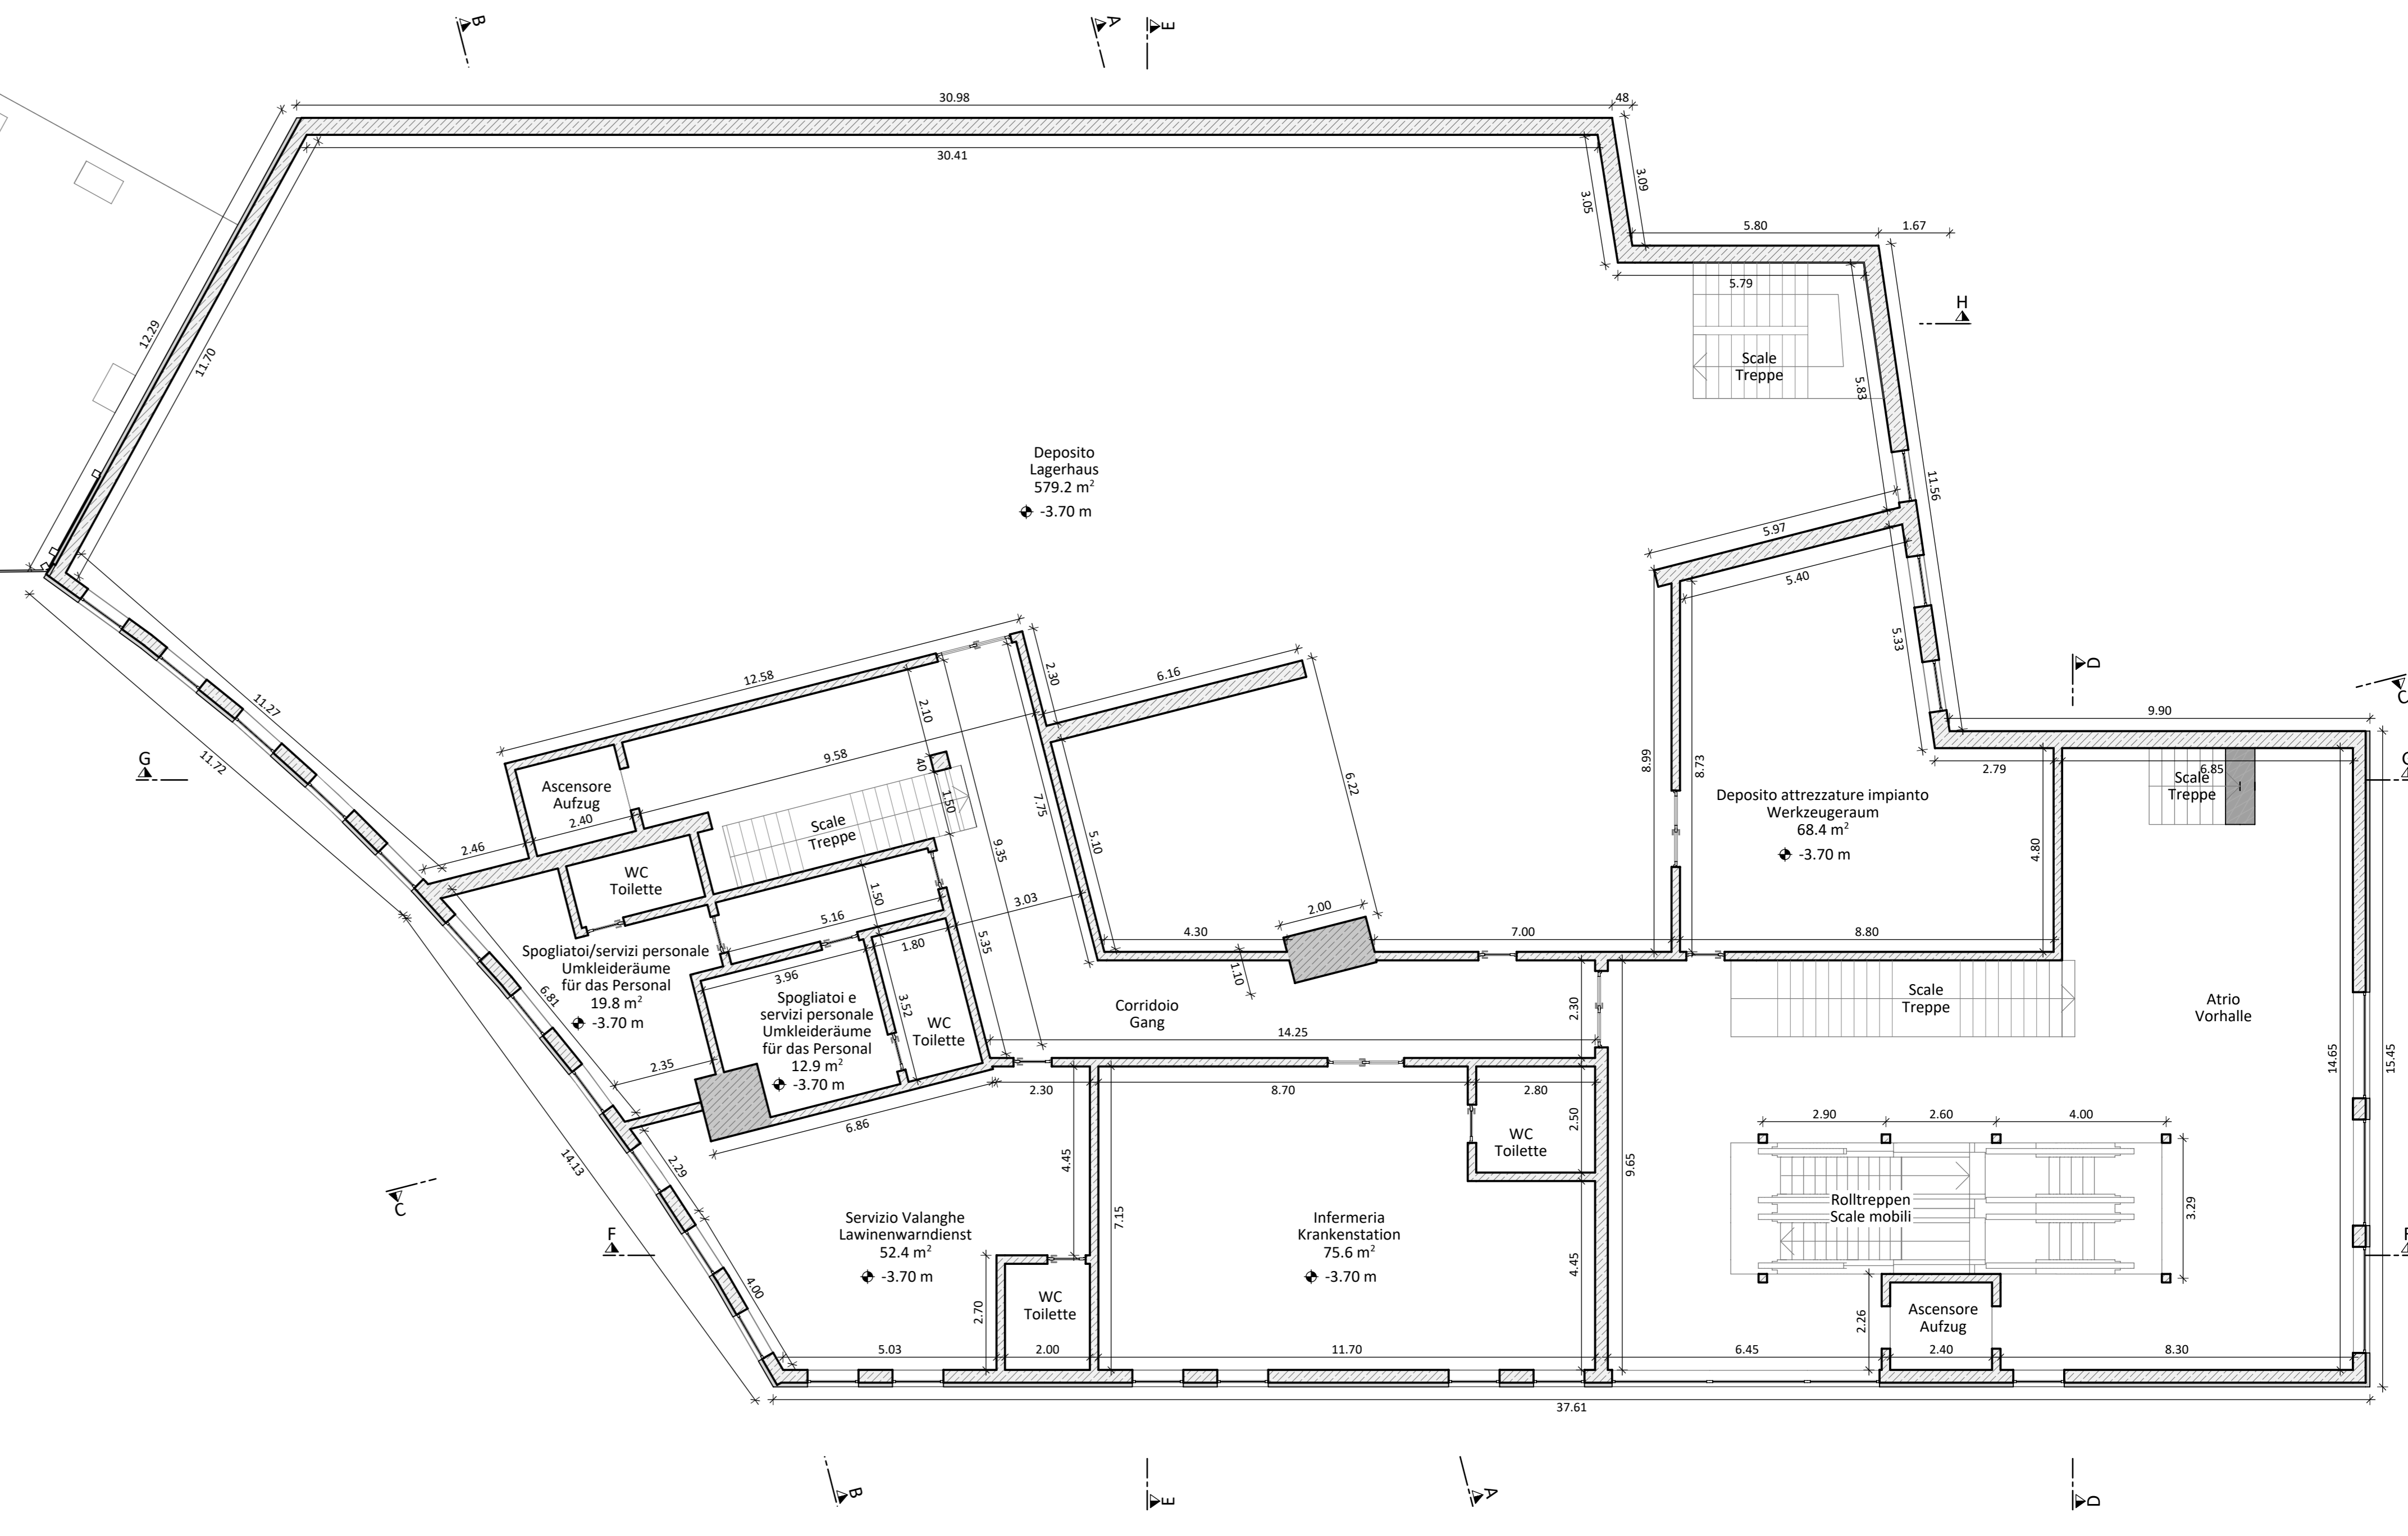 B
A
E
30.98
48
30.41
3.09
3.05
5.80
1.67
5.79
H
12.29
11.70
Scale
Treppe
5.83
Deposito
Lagerhaus
579.2 m²
-3.70 m
11.56
5.97
5.40
5.33
D
C
9.90
12.58
2.30
6.16
11.27
2.10
9.58
G
11.72
40
1.50
7.75
6.22
8.99
8.73
2.79
6.85
Scale
Treppe
G
Ascensore
Aufzug
2.40
2.46
Scale
Treppe
9.35
5.10
Deposito attrezzature impianto
Werkzeugeraum
68.4 m²
-3.70 m
4.80
WC
Toilette
1.50
5.16
3.03
2.00
1.80
5.35
4.30
7.00
8.80
Spogliatoi/servizi personale
Umkleideräume
für das Personal
19.8 m²
-3.70 m
6.81
3.96
1.10
Spogliatoi e
servizi personale
Umkleideräume
für das Personal
12.9 m²
-3.70 m
3.52
WC
Toilette
Corridoio
Gang
14.25
2.30
Scale
Treppe
Atrio
Vorhalle
14.65
15.45
2.35
2.30
8.70
2.80
6.86
2.50
WC
Toilette
9.65
2.90
2.60
4.00
14.13
2.29
4.45
7.15
C
F
Servizio Valanghe
Lawinenwarndienst
52.4 m²
-3.70 m
Infermeria
Krankenstation
75.6 m²
-3.70 m
4.45
Rolltreppen
Scale mobili
3.29
F
4.00
2.70
WC
Toilette
2.26
Ascensore
Aufzug
5.03
2.00
11.70
6.45
2.40
8.30
37.61
B
E
A
D